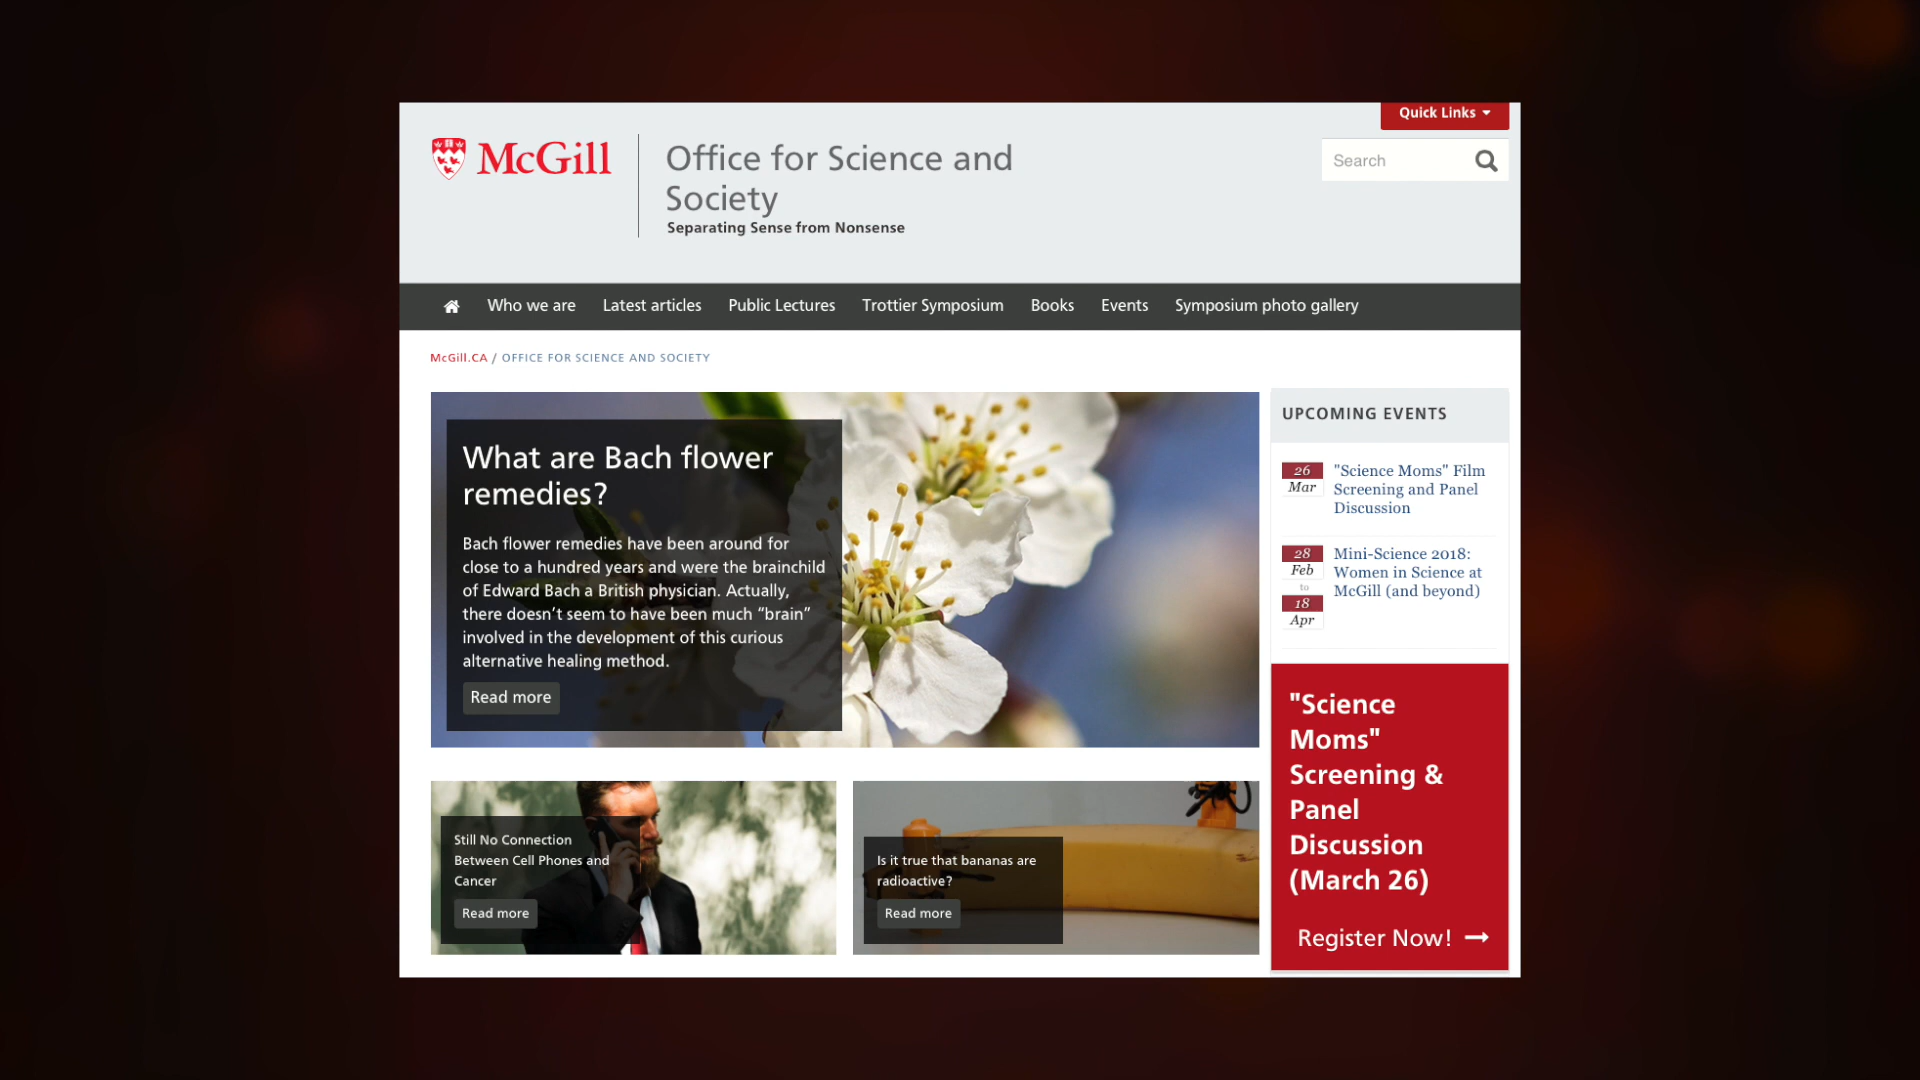 Quick Links
McGill
Office for Science and
Society
Separating Sense from Nonsense
Search
Who we are Latest articles Public Lectures Trottier Symposium Books Events Symposium photo gallery
McGill.CA / OFFICE FOR SCIENCE AND SOCIETY
What are Bach flower
remedies?
Bach flower remedies have been around for
close to a hundred years and were the brainchild
of Edward Bach a British physician. Actually,
there doesn’t seem to have been much “brain”
involved in the development of this curious
alternative healing method.
Read more
Still No Connection
Between Cell Phones and
Cancer
Read more
Is it true that bananas are
radioactive?
Read more
UPCOMING EVENTS
26
Mar
"Science Moms" Film
Screening and Panel
Discussion
28
Feb
to
18
Apr
Mini-Science 2018:
Women in Science at
McGill (and beyond)
"Science
Moms"
Screening &
Panel
Discussion
(March 26)
Register Now!